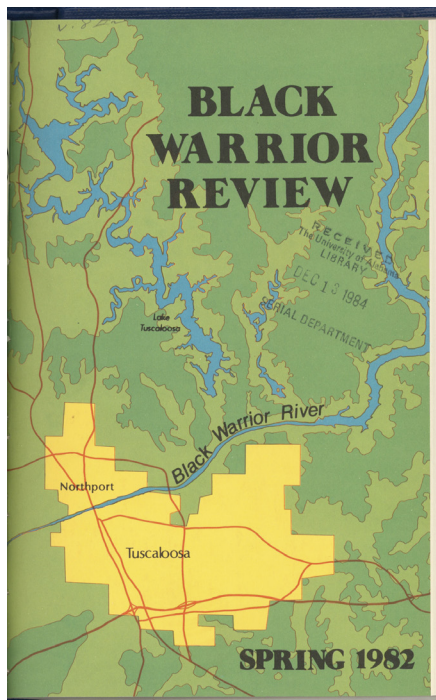 BLACK
WARRIOR
REVIEW
RECEIVED
The University of Alabama
LIBRARY
DEC 13 1984
SERIAL DEPARTMENT
Lake
Tuscaloosa
Black Warrior River
Northport
Tuscaloosa
SPRING 1982